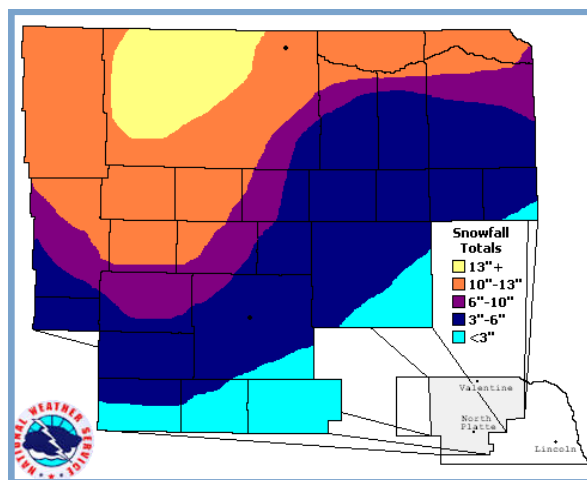 Snowfall
Totals
13"+
10"-13"
6"-10"
3"-6"
<3"
Valentine
North
Platte
Lincoln
NATIONAL WEATHER SERVICE